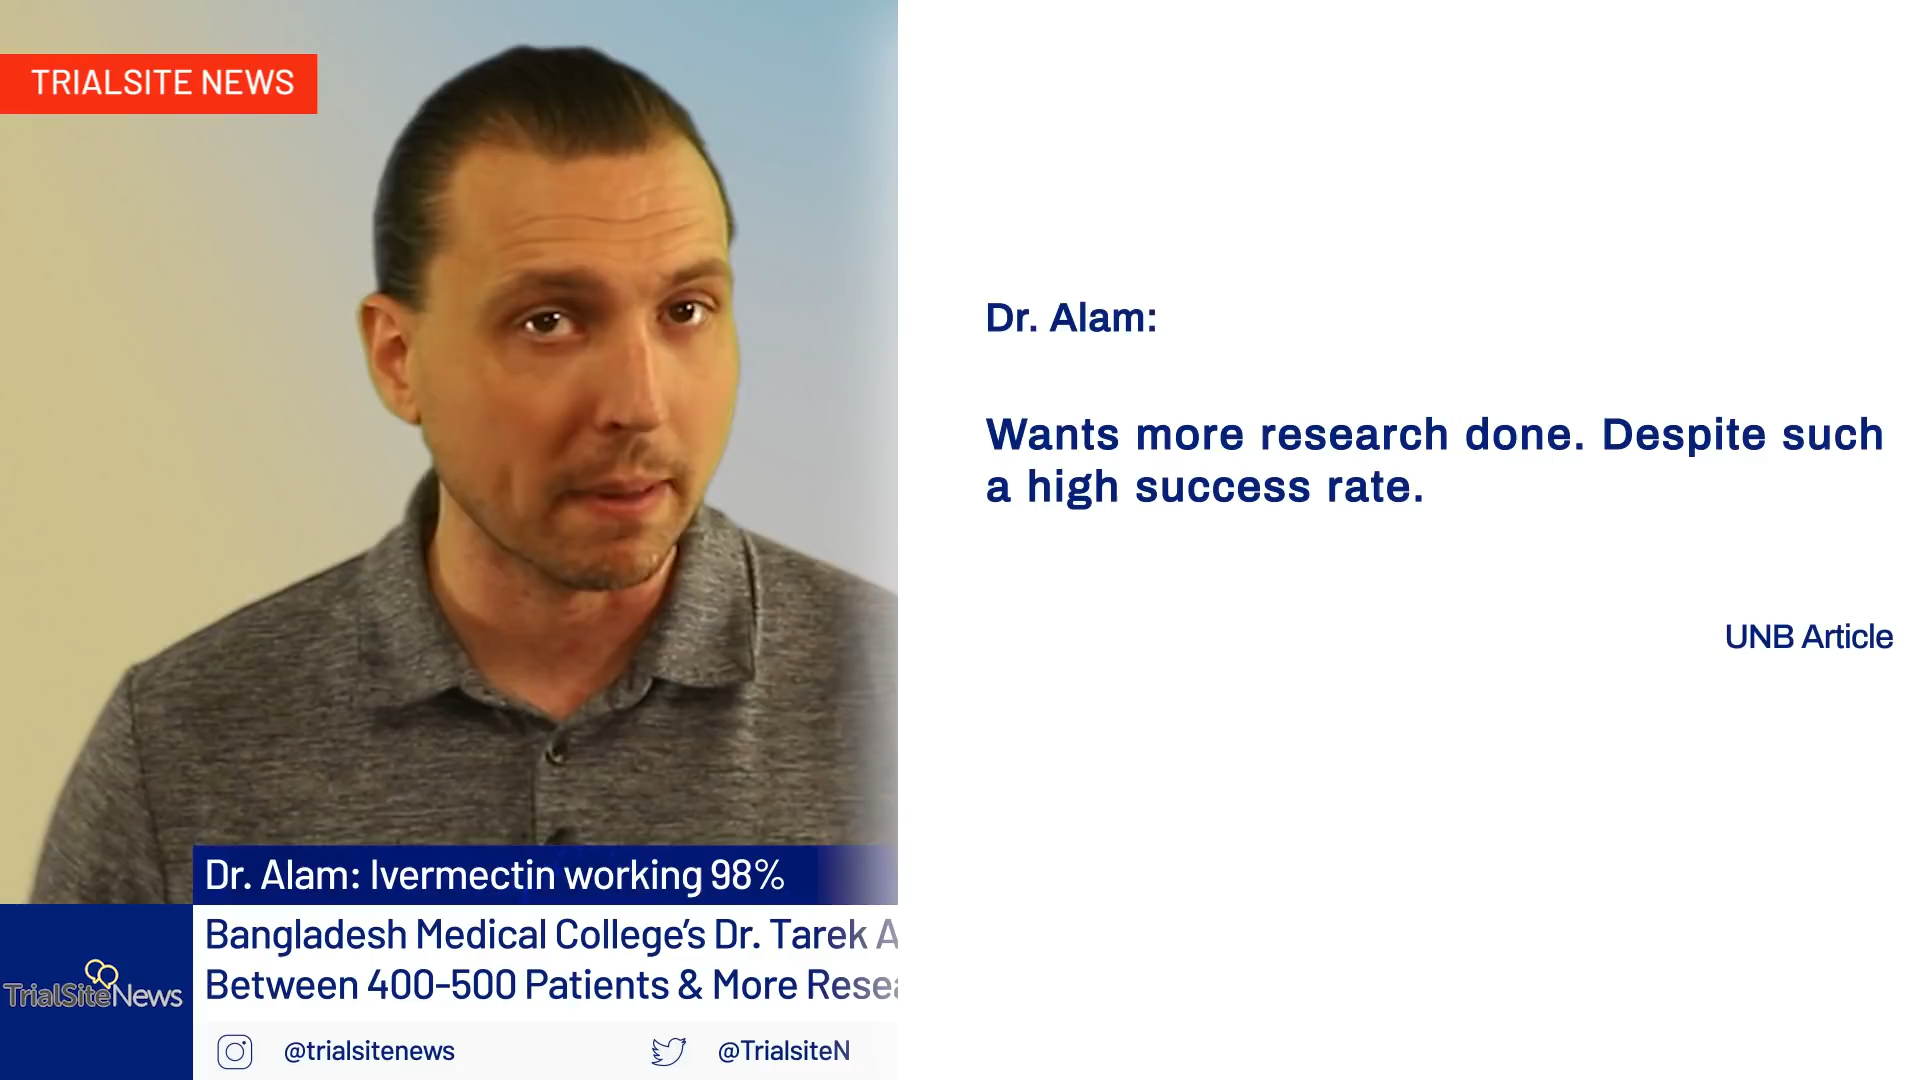 TRIALSITE NEWS
Dr. Alam:
Wants more research done. Despite such
a high success rate.
UNB Article
Dr. Alam: Ivermectin working 98%
Bangladesh Medical College’s Dr. Tarek A
Between 400-500 Patients & More Resea
TrialSiteNews
@trialsitenews
@TrialsiteN